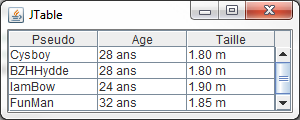 JTable
Pseudo Age Taille
Cysboy 28 ans 1.80 m
BZHHydde 28 ans 1.80 m
IamBow 24 ans 1.90 m
FunMan 32 ans 1.85 m